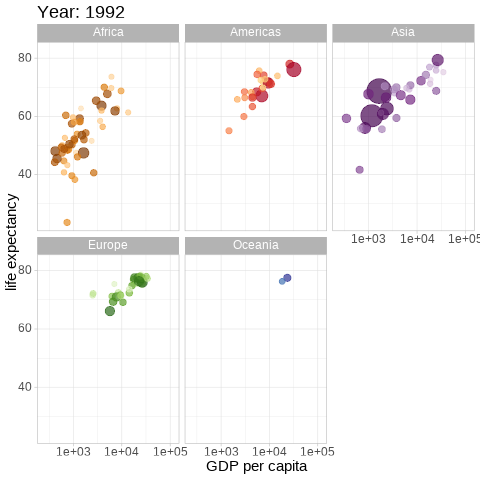 Year: 1992
Africa Americas Asia
80
60
40
1e+03 1e+04 1e+05
Europe Oceania
80
60
40
1e+03 1e+04 1e+05 1e+03 1e+04 1e+05
GDP per capita
life expectancy